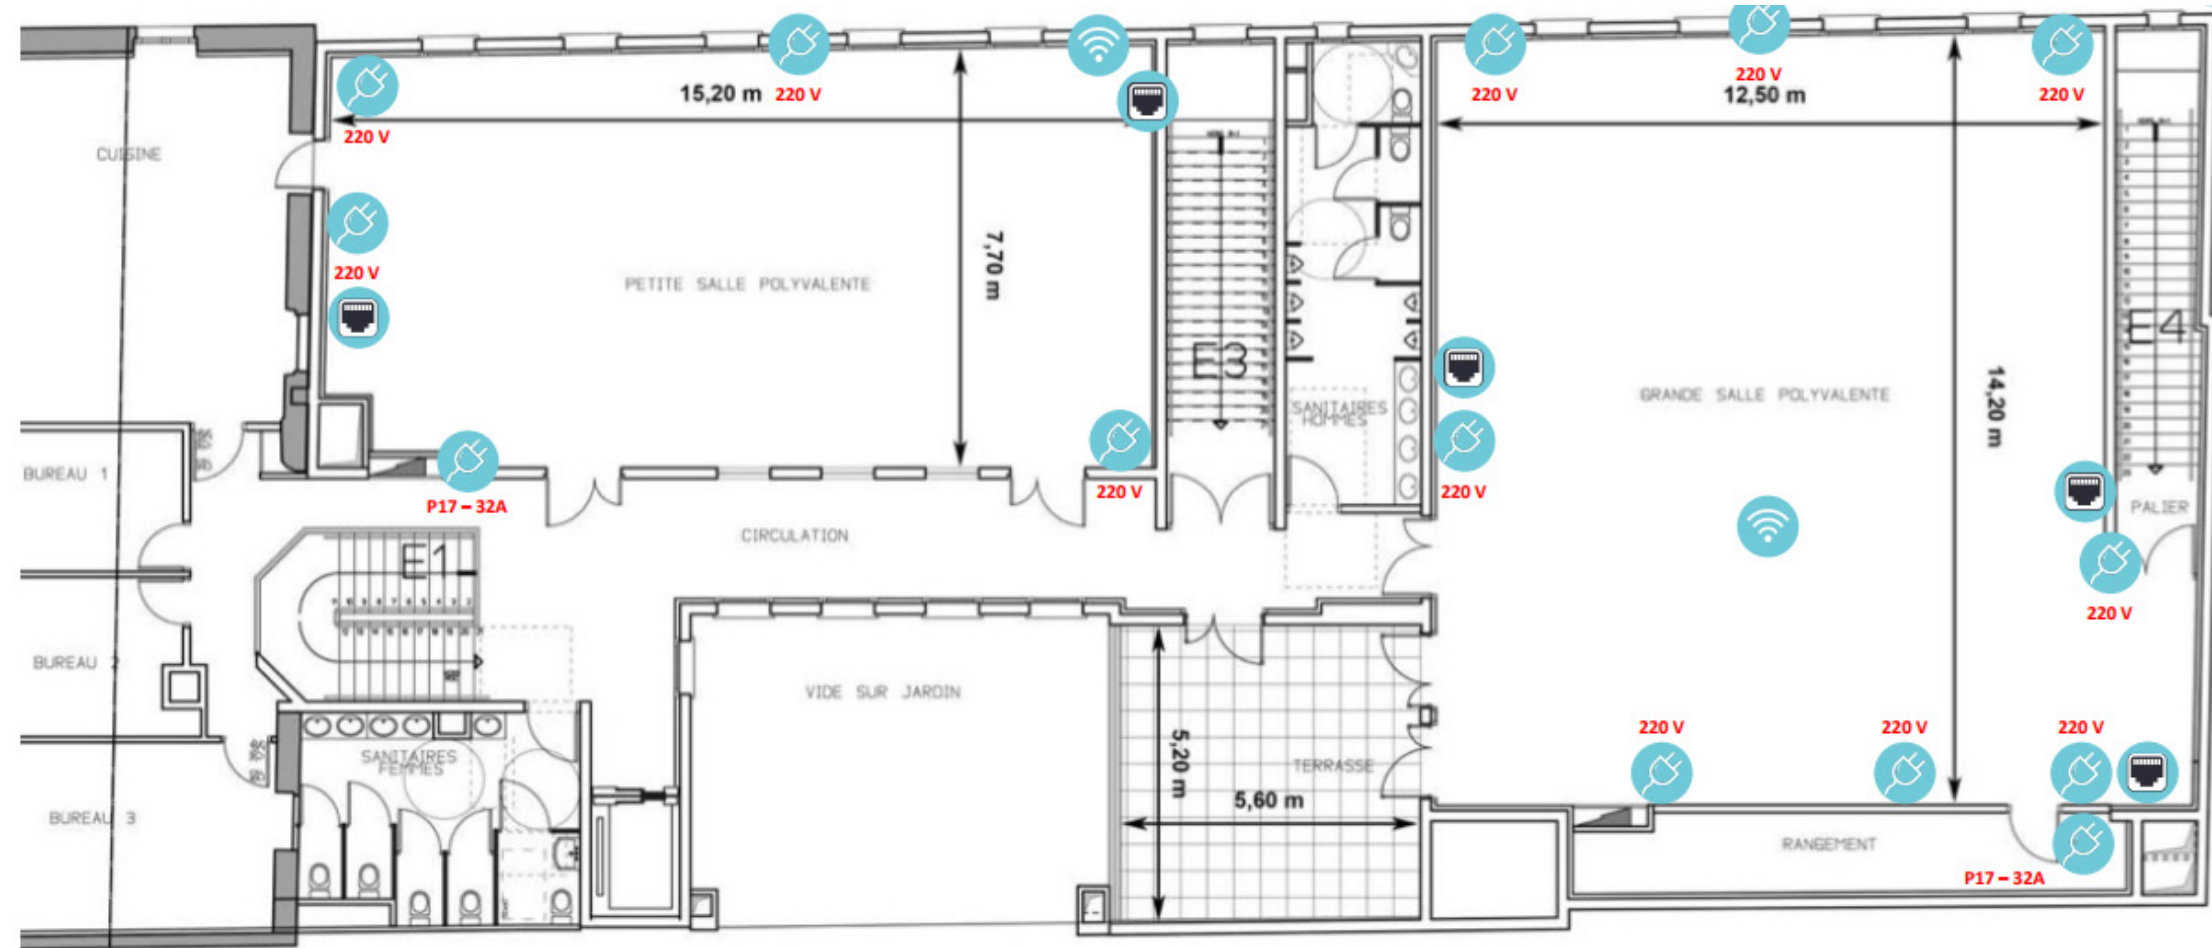 220 V
220 V
220 V
15,20 m
220 V
12,50 m
220 V
CUISINE
7,70 m
220 V
PETITE SALLE POLYVALENTE
E3
E4
14,20 m
GRANDE SALLE POLYVALENTE
SANITAIRES
HOMMES
BUREAU 1
220 V
220 V
P17 – 32A
PALIER
CIRCULATION
E1
220 V
BUREAU 2
VIDE SUR JARDIN
220 V
220 V
220 V
SANITAIRES
FEMMES
5,20 m
TERRASSE
5,60 m
BUREAU 3
RANGEMENT
P17 – 32A